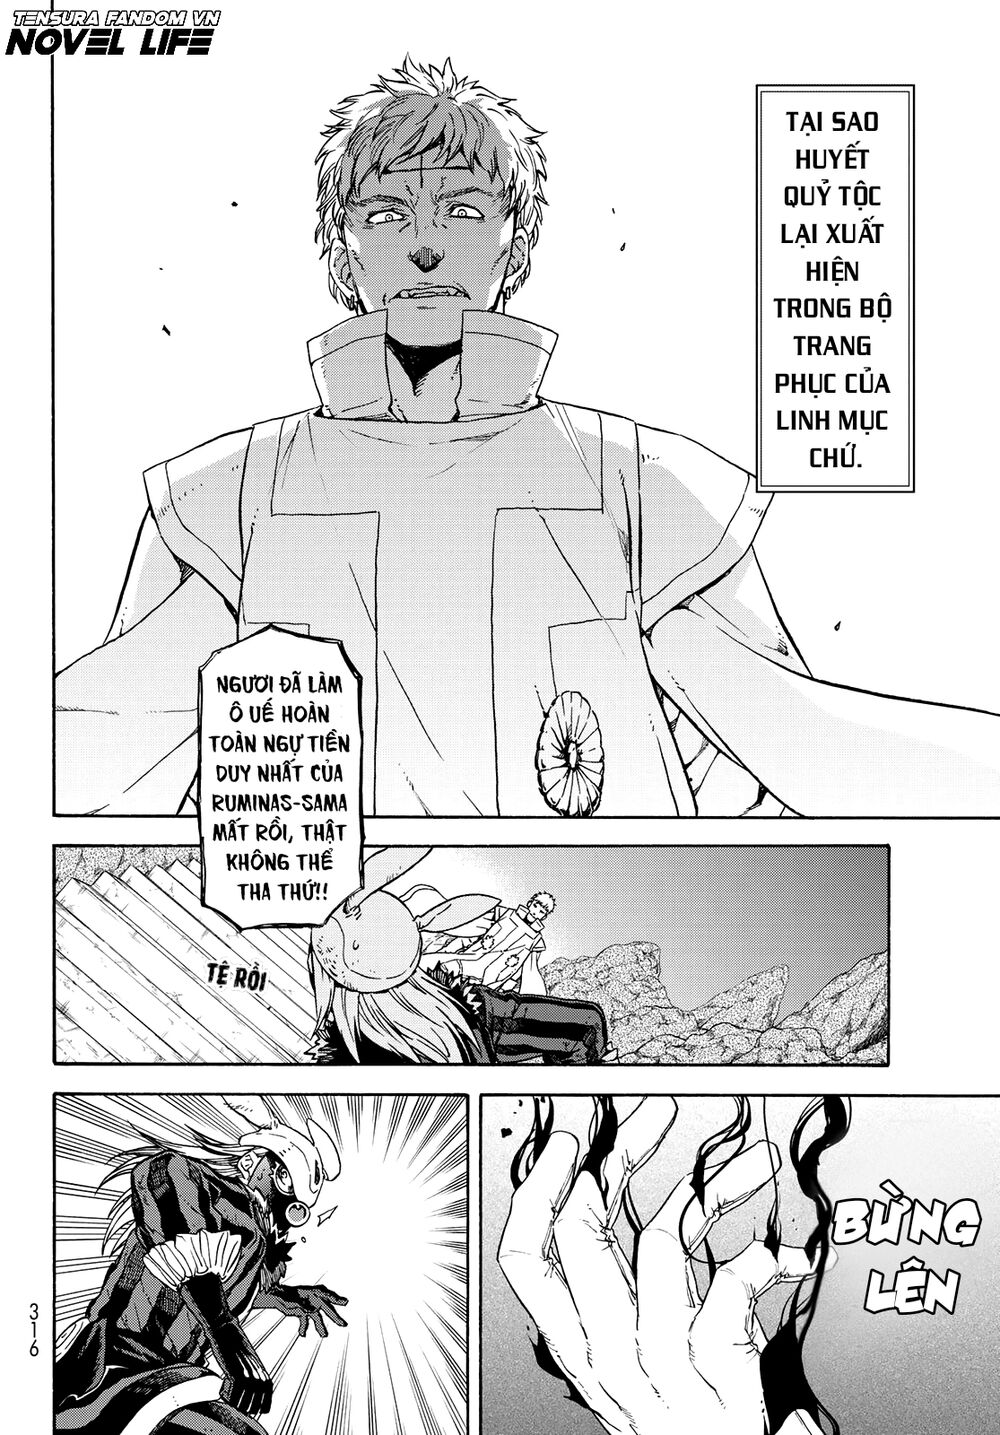 TENSURA FANDOM VN
NOVEL LIFE
TẠI SAO
HUYẾT
QUỶ TỘC
LẠI XUẤT
HIỆN
TRONG BỘ
TRANG
PHỤC CỦA
LINH MỤC
CHỨ.
NGƯƠI ĐÃ LÀM
Ô UẾ HOÀN
TOÀN NGỰ TIỀN
DUY NHẤT CỦA
RUMINAS-SAMA
MẤT RỒI, THẬT
KHÔNG THỂ
THA THỨ!!
TỆ RỒI
BỪNG
LÊN
316